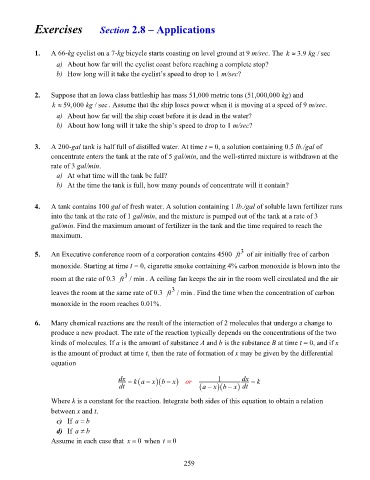 Exercises Section 2.8 – Applications
1. A 66-kg cyclist on a 7-kg bicycle starts coasting on level ground at 9 m/sec. The k ≈ 3.9 kg / sec
a) About how far will the cyclist coast before reaching a complete stop?
b) How long will it take the cyclist's speed to drop to 1 m/sec?
2. Suppose that an Iowa class battleship has mass 51,000 metric tons (51,000,000 kg) and
k ≈ 59,000 kg / sec. Assume that the ship loses power when it is moving at a speed of 9 m/sec.
a) About how far will the ship coast before it is dead in the water?
b) About how long will it take the ship's speed to drop to 1 m/sec?
3. A 200-gal tank is half full of distilled water. At time t = 0, a solution containing 0.5 lb./gal of
concentrate enters the tank at the rate of 5 gal/min, and the well-stirred mixture is withdrawn at the
rate of 3 gal/min.
a) At what time will the tank be full?
b) At the time the tank is full, how many pounds of concentrate will it contain?
4. A tank contains 100 gal of fresh water. A solution containing 1 lb./gal of soluble lawn fertilizer runs
into the tank at the rate of 1 gal/min, and the mixture is pumped out of the tank at a rate of 3
gal/min. Find the maximum amount of fertilizer in the tank and the time required to reach the
maximum.
5. An Executive conference room of a corporation contains 4500 ft³ of air initially free of carbon
monoxide. Starting at time t = 0, cigarette smoke containing 4% carbon monoxide is blown into the
room at the rate of 0.3 ft³ / min. A ceiling fan keeps the air in the room well circulated and the air
leaves the room at the same rate of 0.3 ft³ / min. Find the time when the concentration of carbon
monoxide in the room reaches 0.01%.
6. Many chemical reactions are the result of the interaction of 2 molecules that undergo a change to
produce a new product. The rate of the reaction typically depends on the concentrations of the two
kinds of molecules. If a is the amount of substance A and b is the substance B at time t = 0, and if x
is the amount of product at time t, then the rate of formation of x may be given by the differential
equation
dx/dt = k(a − x)(b − x) or 1/((a − x)(b − x)) dx/dt = k
Where k is a constant for the reaction. Integrate both sides of this equation to obtain a relation
between x and t.
c) If a = b
d) If a ≠ b
Assume in each case that x = 0 when t = 0
259